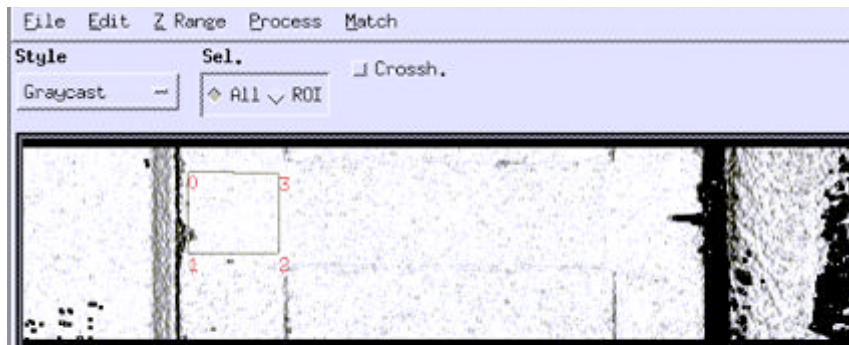 File Edit Z Range Process Match
Style Sel.
Graycast All ROI Crossh.
0 3
1 2